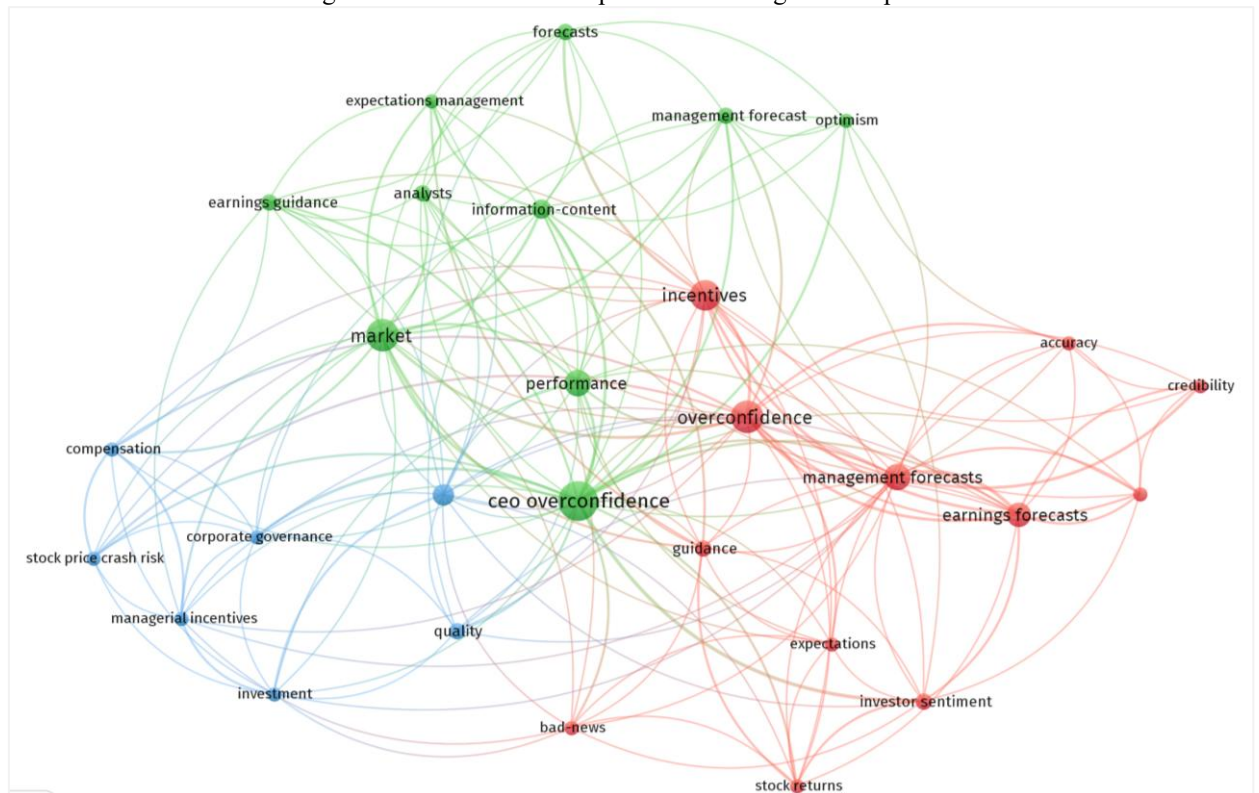 forecasts
expectations management
management forecast
optimism
analysts
earnings guidance
information-content
incentives
market
accuracy
performance
credibility
overconfidence
compensation
management forecasts
ceo overconfidence
earnings forecasts
corporate governance
guidance
stock price crash risk
managerial incentives
quality
expectations
investment
investor sentiment
bad-news
stock returns